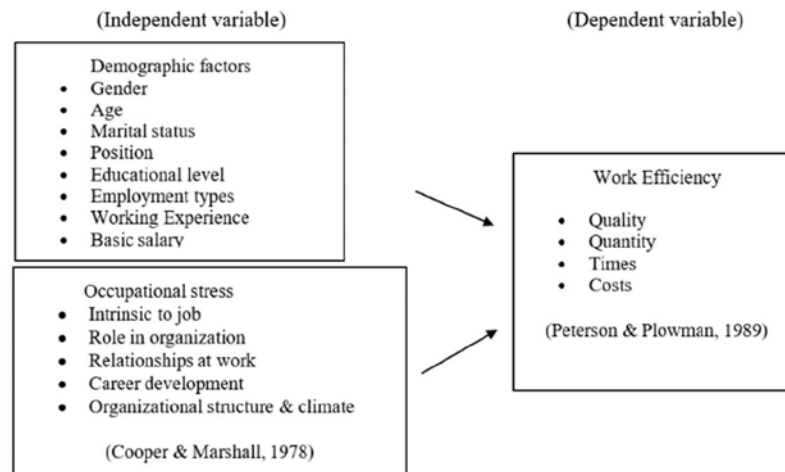 (Independent variable)
(Dependent variable)
Demographic factors
• Gender
• Age
• Marital status
• Position
• Educational level
• Employment types
• Working Experience
• Basic salary
Occupational stress
• Intrinsic to job
• Role in organization
• Relationships at work
• Career development
• Organizational structure & climate
(Cooper & Marshall, 1978)
Work Efficiency
• Quality
• Quantity
• Times
• Costs
(Peterson & Plowman, 1989)